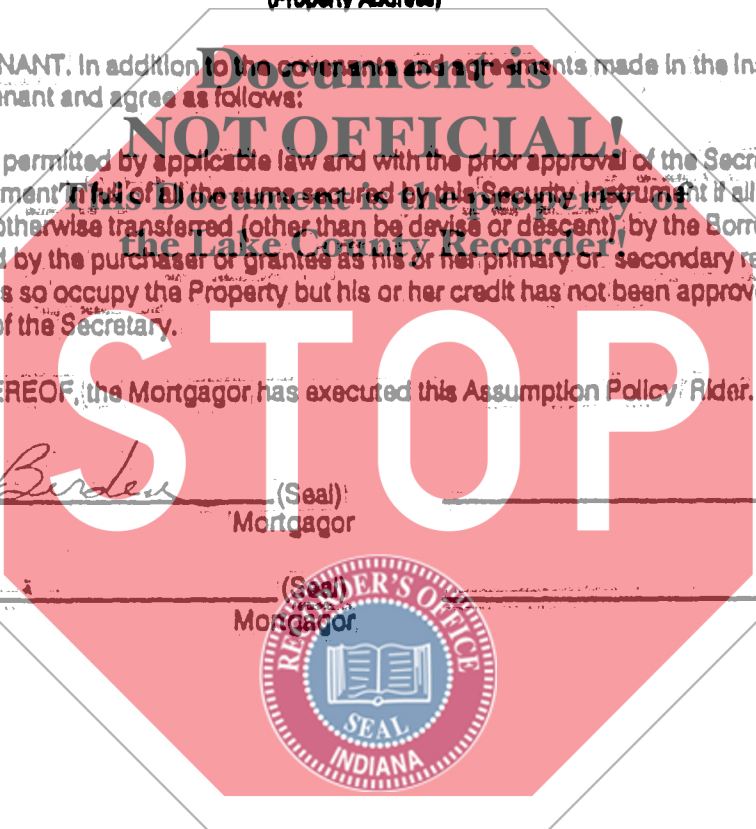 (Property Address)
NANT. In addition to the covenants and agreements made in the In
enant and agree as follows:
Document is
NOT OFFICIAL!
This Document is the property of
the Lake County Recorder!
permitted by applicable law and with the prior approval of the Secr
ment in full of all the sums secured by this Security Instrument if all
otherwise transferred (other than be devise or descent) by the Borr
d by the purchaser or grantee as his or her primary or secondary re
s so occupy the Property but his or her credit has not been approv
of the Secretary.
STOP
EREOF, the Mortgagor has executed this Assumption Policy Rider.
Burden (Seal)
Mortgagor
(Seal)
Mortgagor
RECORDER'S OFFICE
SEAL
INDIANA